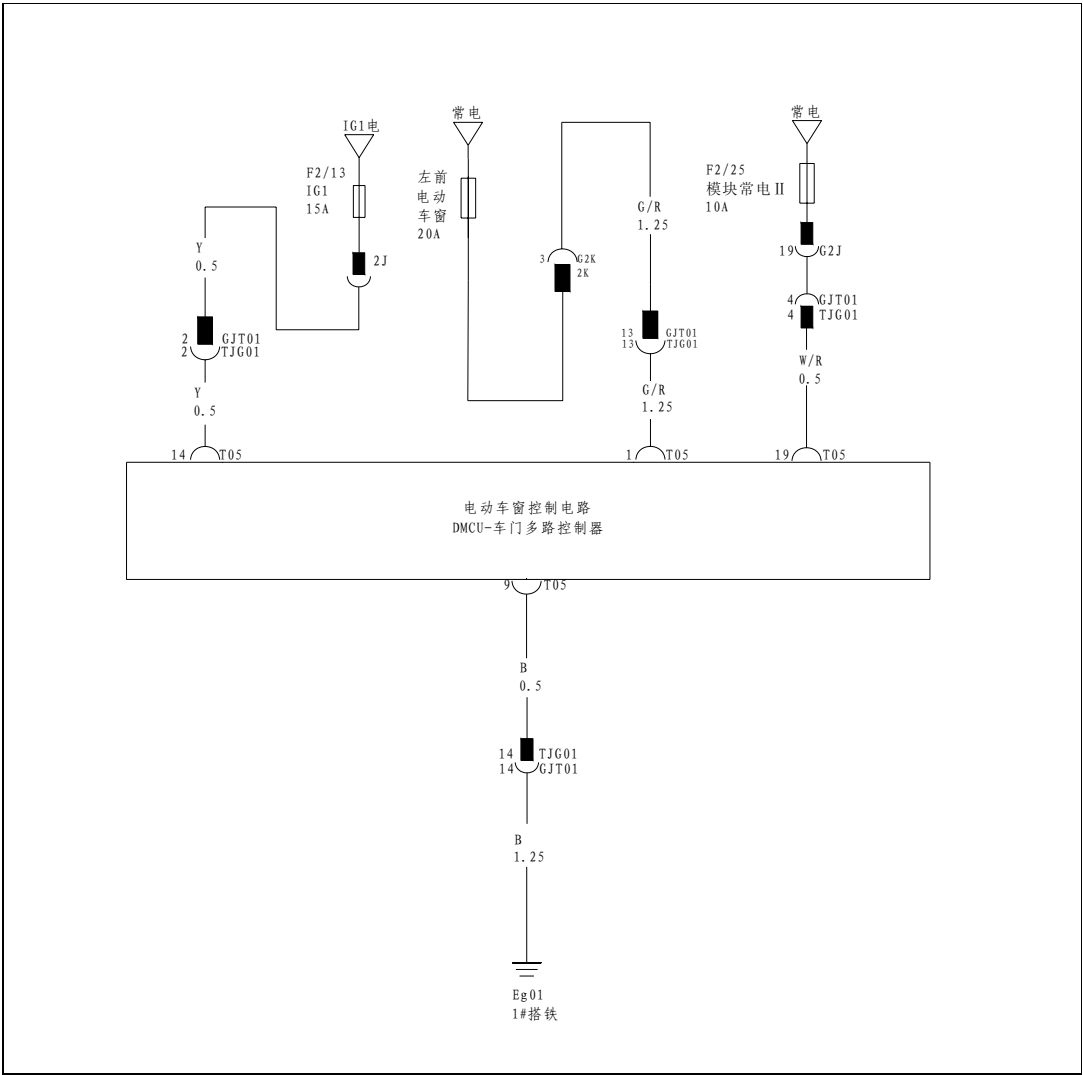 IG1电
F2/13
IG1
15A
2J
Y
0.5
2 GJT01
2 TJG01
Y
0.5
14 T05
常电
左前
电动
车窗
20A
3 G2K
2K
G/R
1.25
13 GJT01
13 TJG01
G/R
1.25
1 T05
常电
F2/25
模块常电Ⅱ
10A
19 G2J
4 GJT01
4 TJG01
W/R
0.5
19 T05
电动车窗控制电路
DMCU-车门多路控制器
9 T05
B
0.5
14 TJG01
14 GJT01
B
1.25
Eg01
1#搭铁